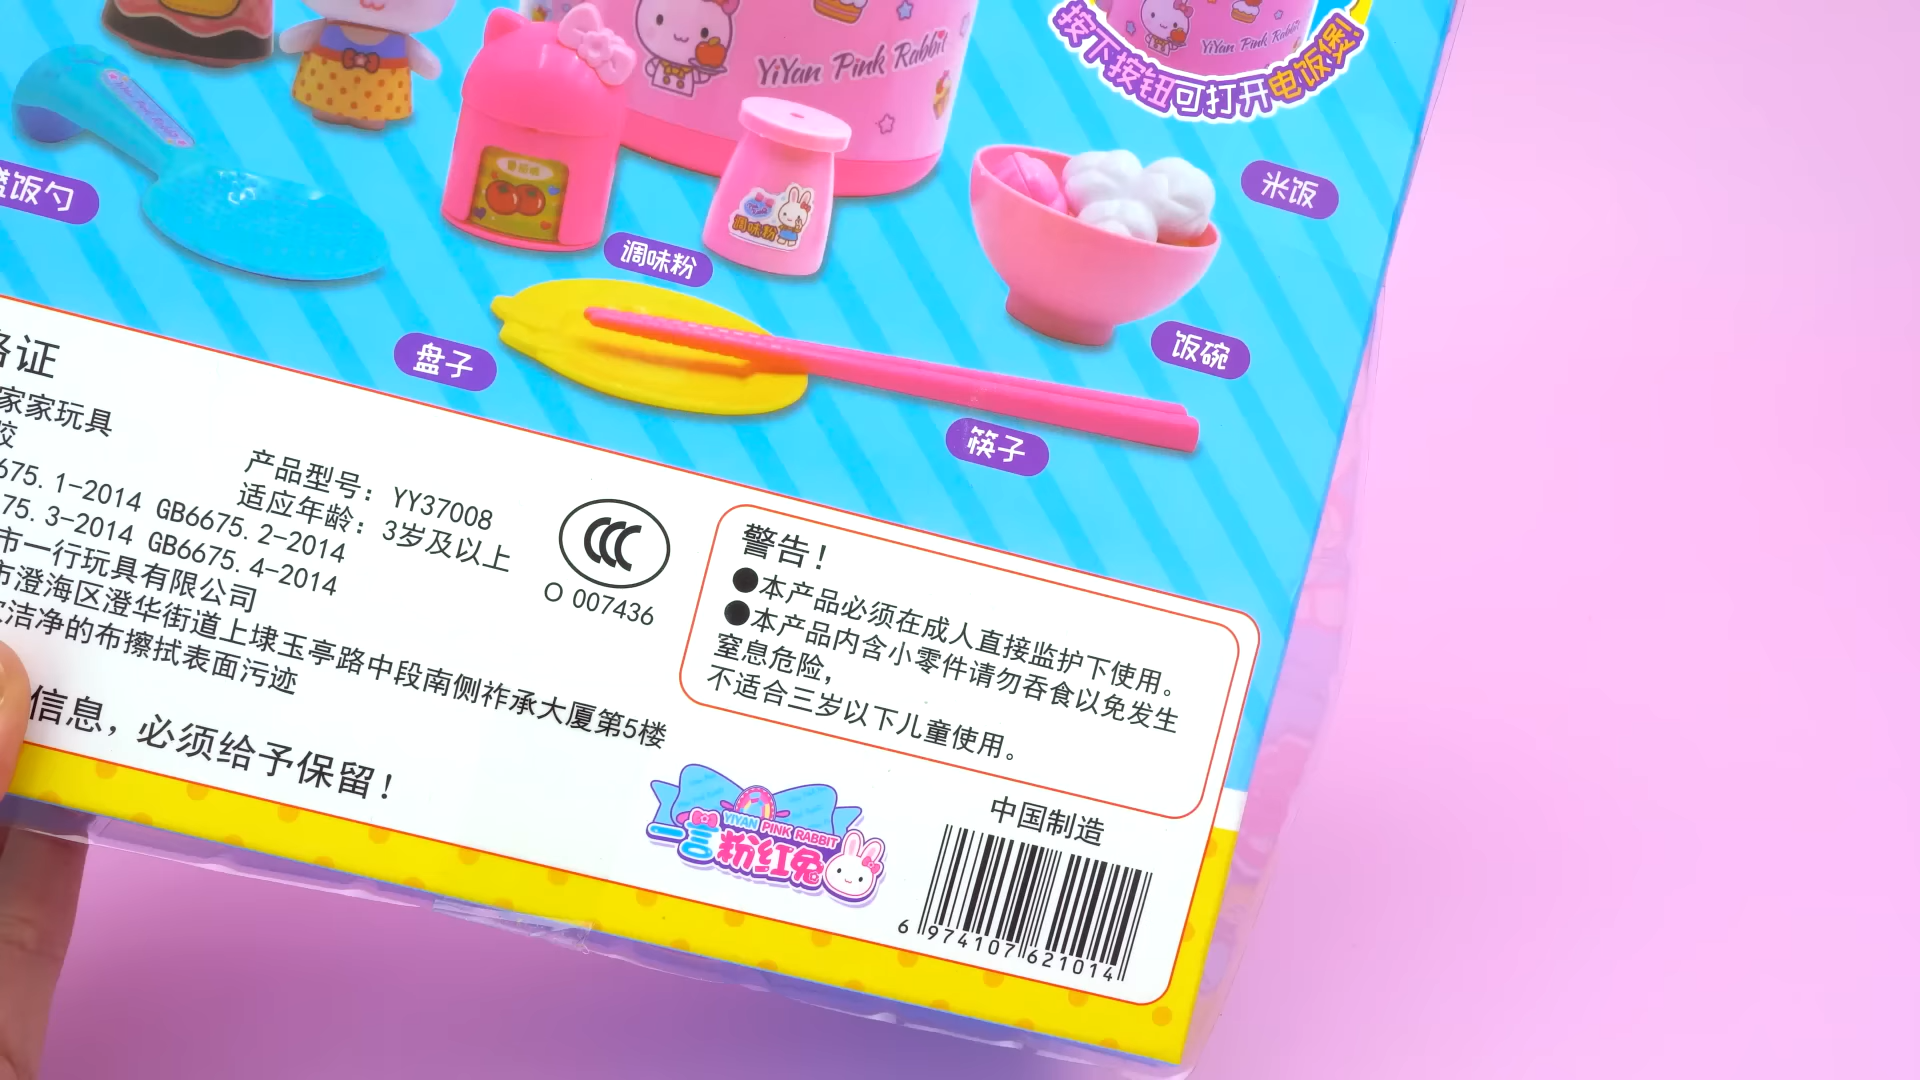 YiYan Pink Rabbit
YiYan Pink Rabbit
按下按钮可打开电饭煲!
盛饭勺
调味粉
调味粉
米饭
饭碗
盘子
筷子
格证
家家玩具
胶
产品型号：YY37008
适应年龄：3岁及以上
6675.1-2014 GB6675.2-2014
75.3-2014 GB6675.4-2014
市一行玩具有限公司
市澄海区澄华街道上埭玉亭路中段南侧祚承大厦第5楼
洁净的布擦拭表面污迹
信息，必须给予保留！
CCC
O 007436
警告！
●本产品必须在成人直接监护下使用。
●本产品内含小零件请勿吞食以免发生
窒息危险，
不适合三岁以下儿童使用。
YIYAN PINK RABBIT
一言粉红兔
中国制造
6 974107 621014